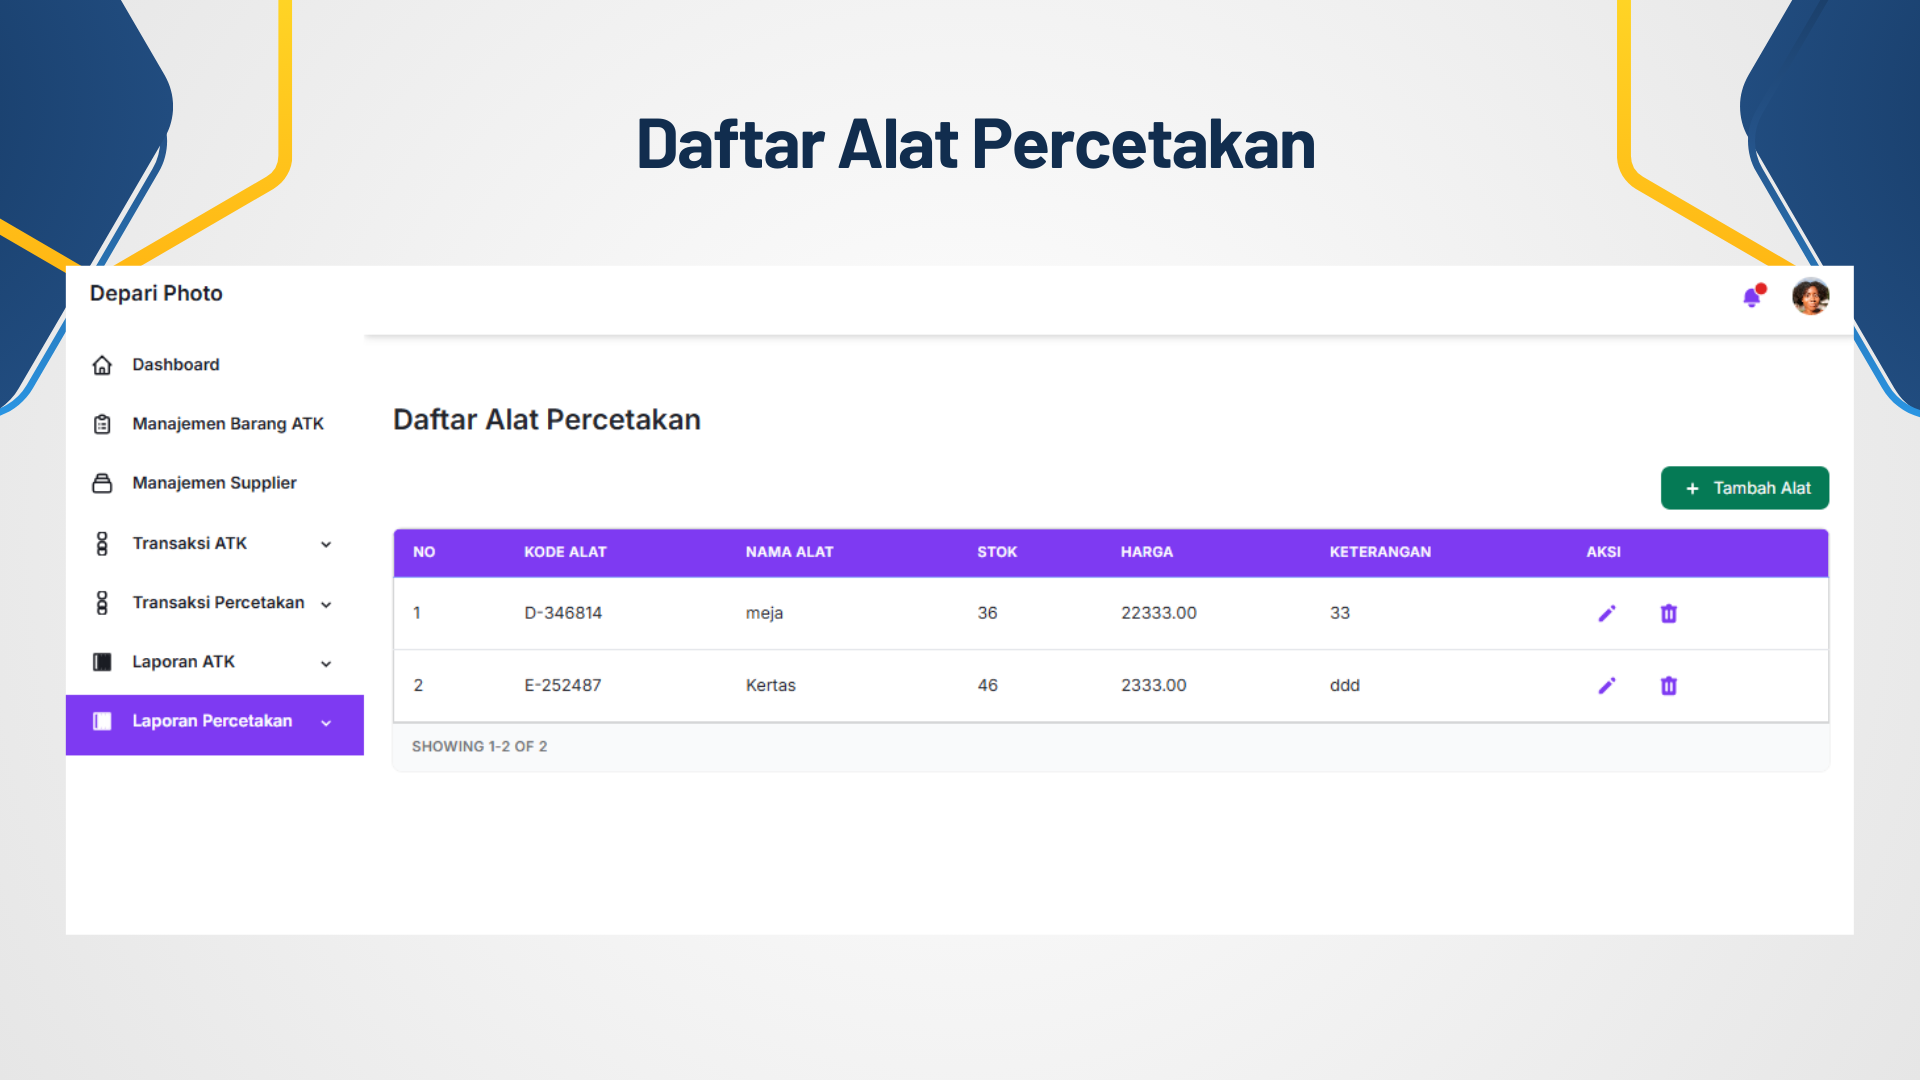 Daftar Alat Percetakan
Depari Photo
Dashboard
Manajemen Barang ATK
Manajemen Supplier
Transaksi ATK
Transaksi Percetakan
Laporan ATK
Laporan Percetakan
Daftar Alat Percetakan
+ Tambah Alat
NO KODE ALAT NAMA ALAT STOK HARGA KETERANGAN AKSI
1 D-346814 meja 36 22333.00 33
2 E-252487 Kertas 46 2333.00 ddd
SHOWING 1-2 OF 2